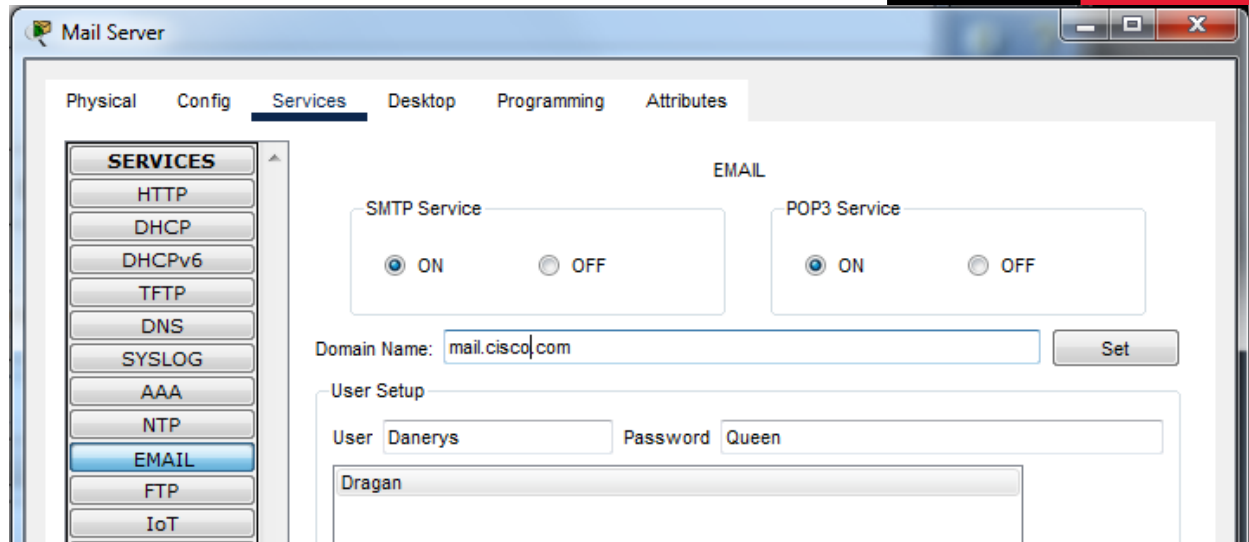 Mail Server
Physical Config Services Desktop Programming Attributes
SERVICES
HTTP
DHCP
DHCPv6
TFTP
DNS
SYSLOG
AAA
NTP
EMAIL
FTP
IoT
EMAIL
SMTP Service
ON OFF
POP3 Service
ON OFF
Domain Name: mail.cisco.com Set
User Setup
User Danerys Password Queen
Dragan